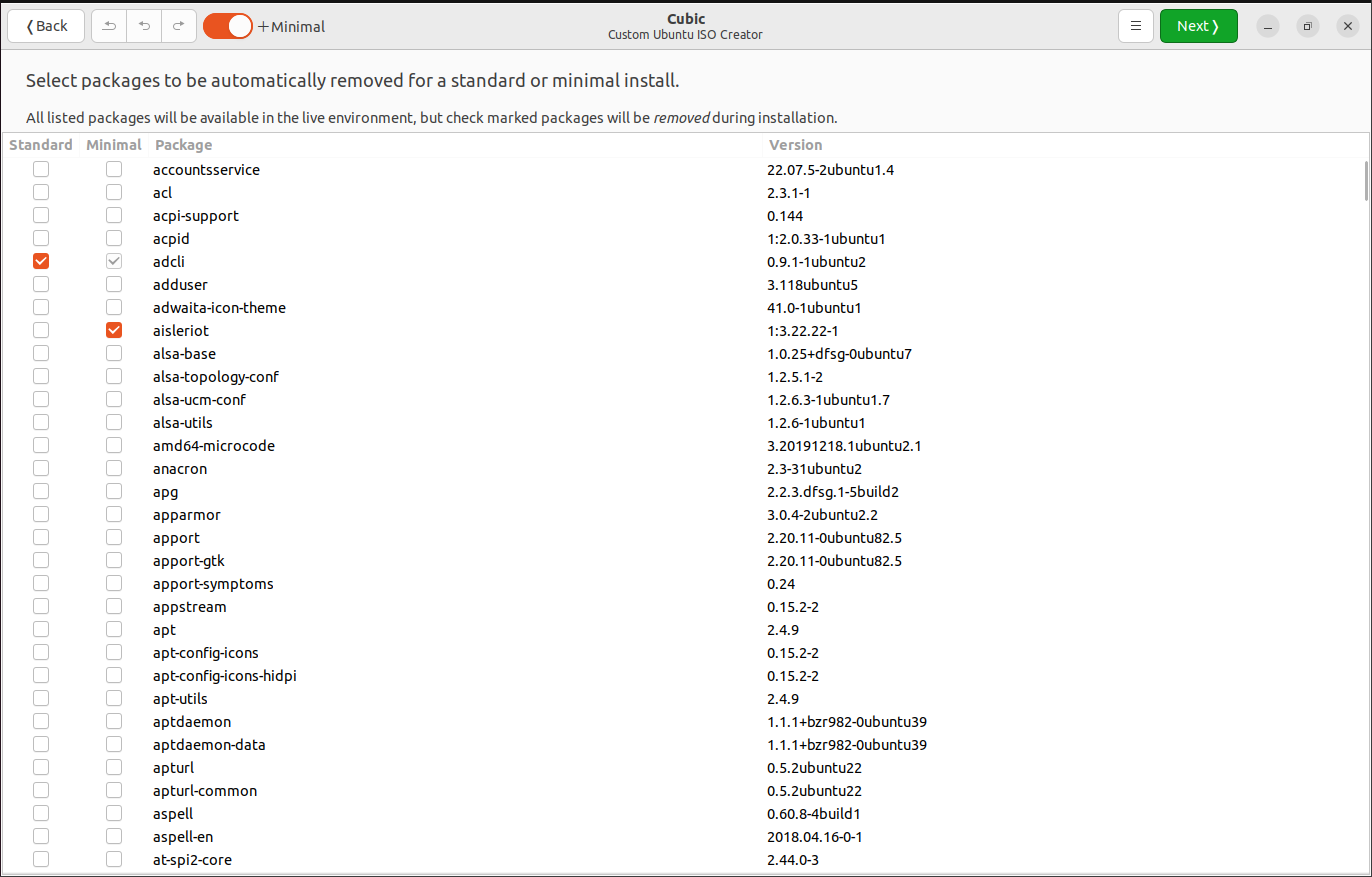 ❬Back
+Minimal
Cubic
Custom Ubuntu ISO Creator
Next❭
Select packages to be automatically removed for a standard or minimal install.
All listed packages will be available in the live environment, but check marked packages will be removed during installation.
Standard Minimal Package Version
accountsservice 22.07.5-2ubuntu1.4
acl 2.3.1-1
acpi-support 0.144
acpid 1:2.0.33-1ubuntu1
adcli 0.9.1-1ubuntu2
adduser 3.118ubuntu5
adwaita-icon-theme 41.0-1ubuntu1
aisleriot 1:3.22.22-1
alsa-base 1.0.25+dfsg-0ubuntu7
alsa-topology-conf 1.2.5.1-2
alsa-ucm-conf 1.2.6.3-1ubuntu1.7
alsa-utils 1.2.6-1ubuntu1
amd64-microcode 3.20191218.1ubuntu2.1
anacron 2.3-31ubuntu2
apg 2.2.3.dfsg.1-5build2
apparmor 3.0.4-2ubuntu2.2
apport 2.20.11-0ubuntu82.5
apport-gtk 2.20.11-0ubuntu82.5
apport-symptoms 0.24
appstream 0.15.2-2
apt 2.4.9
apt-config-icons 0.15.2-2
apt-config-icons-hidpi 0.15.2-2
apt-utils 2.4.9
aptdaemon 1.1.1+bzr982-0ubuntu39
aptdaemon-data 1.1.1+bzr982-0ubuntu39
apturl 0.5.2ubuntu22
apturl-common 0.5.2ubuntu22
aspell 0.60.8-4build1
aspell-en 2018.04.16-0-1
at-spi2-core 2.44.0-3